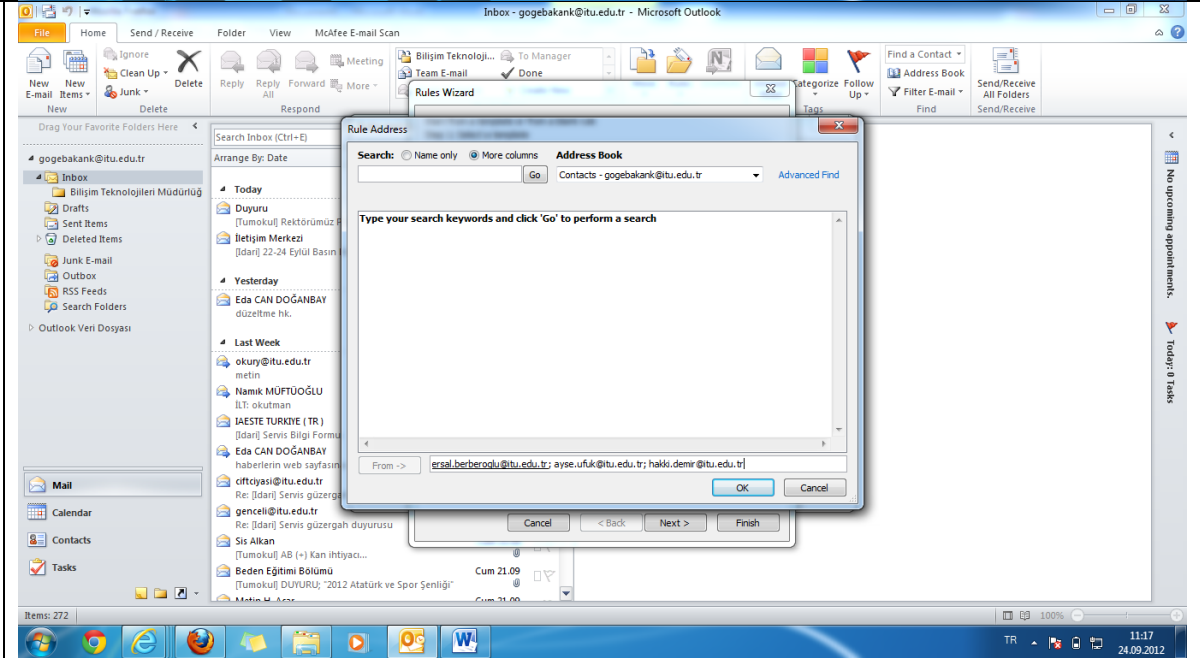 Inbox - gogebakank@itu.edu.tr - Microsoft Outlook
File Home Send / Receive Folder View McAfee E-mail Scan
New E-mail
New Items
Ignore
Clean Up
Junk
Delete
Reply
Reply All
Forward
Meeting
More
Bilişim Teknoloji...
To Manager
Team E-mail
Done
Categorize
Follow Up
Find a Contact
Address Book
Filter E-mail
Send/Receive All Folders
New Delete Respond Tags Find Send/Receive
Rules Wizard
Drag Your Favorite Folders Here
gogebakank@itu.edu.tr
Inbox
Bilişim Teknolojileri Müdürlüğ
Drafts
Sent Items
Deleted Items
Junk E-mail
Outbox
RSS Feeds
Search Folders
Outlook Veri Dosyası
Mail
Calendar
Contacts
Tasks
Search Inbox (Ctrl+E)
Arrange By: Date
Today
Duyuru
[Tumokul] Rektörümüz
İletişim Merkezi
[Idari] 22-24 Eylül Basın
Yesterday
Eda CAN DOĞANBAY
düzeltme hk.
Last Week
okury@itu.edu.tr
metin
Namık MÜFTÜOĞLU
İLT: okutman
IAESTE TURKIYE ( TR )
[Idari] Servis Bilgi Formu
Eda CAN DOĞANBAY
haberlerin web sayfasın
ciftciyasi@itu.edu.tr
Re: [Idari] Servis güzerga
genceli@itu.edu.tr
Re: [Idari] Servis güzergah duyurusu
Sis Alkan
[Tumokul] AB (+) Kan ihtiyacı...
Beden Eğitimi Bölümü Cum 21.09
[Tumokul] DUYURU; "2012 Atatürk ve Spor Şenliği"
Metin H. Acar Cum 21.09
Rule Address
Search: Name only More columns Address Book
Go Contacts - gogebakank@itu.edu.tr Advanced Find
Type your search keywords and click 'Go' to perform a search
From -> ersal.berberoglu@itu.edu.tr; ayse.ufuk@itu.edu.tr; hakki.demir@itu.edu.tr
OK Cancel
Cancel < Back Next > Finish
No upcoming appointments.
Today: 0 Tasks
Items: 272 100%
TR 11:17
24.09.2012